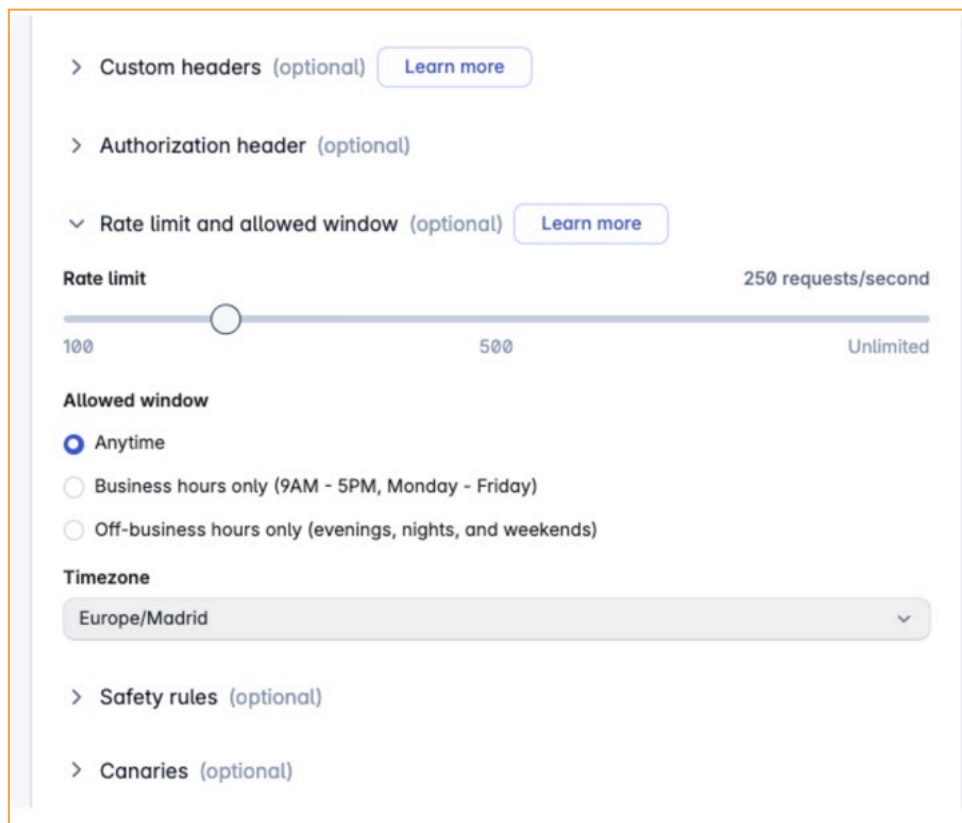 Custom headers (optional) Learn more
Authorization header (optional)
Rate limit and allowed window (optional) Learn more
Rate limit 250 requests/second
100 500 Unlimited
Allowed window
Anytime
Business hours only (9AM - 5PM, Monday - Friday)
Off-business hours only (evenings, nights, and weekends)
Timezone
Europe/Madrid
Safety rules (optional)
Canaries (optional)